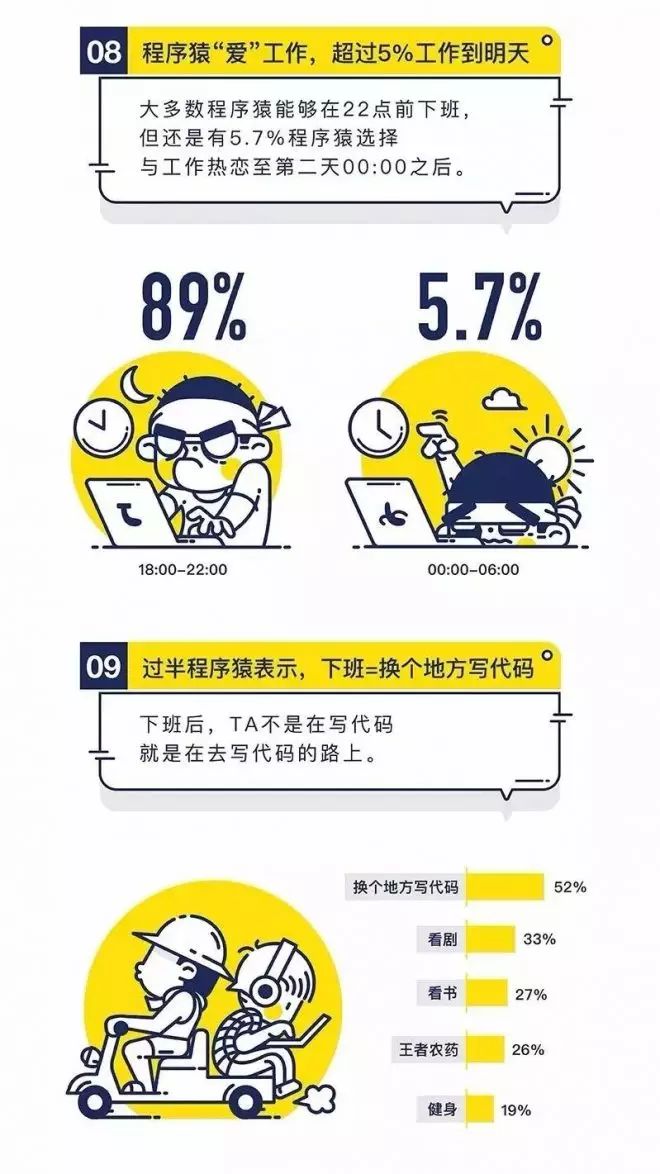 08 程序猿“爱”工作，超过5%工作到明天
大多数程序猿能够在22点前下班，
但还是有5.7%程序猿选择
与工作热恋至第二天00:00之后。
89%
5.7%
18:00-22:00
00:00-06:00
09 过半程序猿表示，下班=换个地方写代码
下班后，TA不是在写代码
就是在去写代码的路上。
换个地方写代码 52%
看剧 33%
看书 27%
王者农药 26%
健身 19%